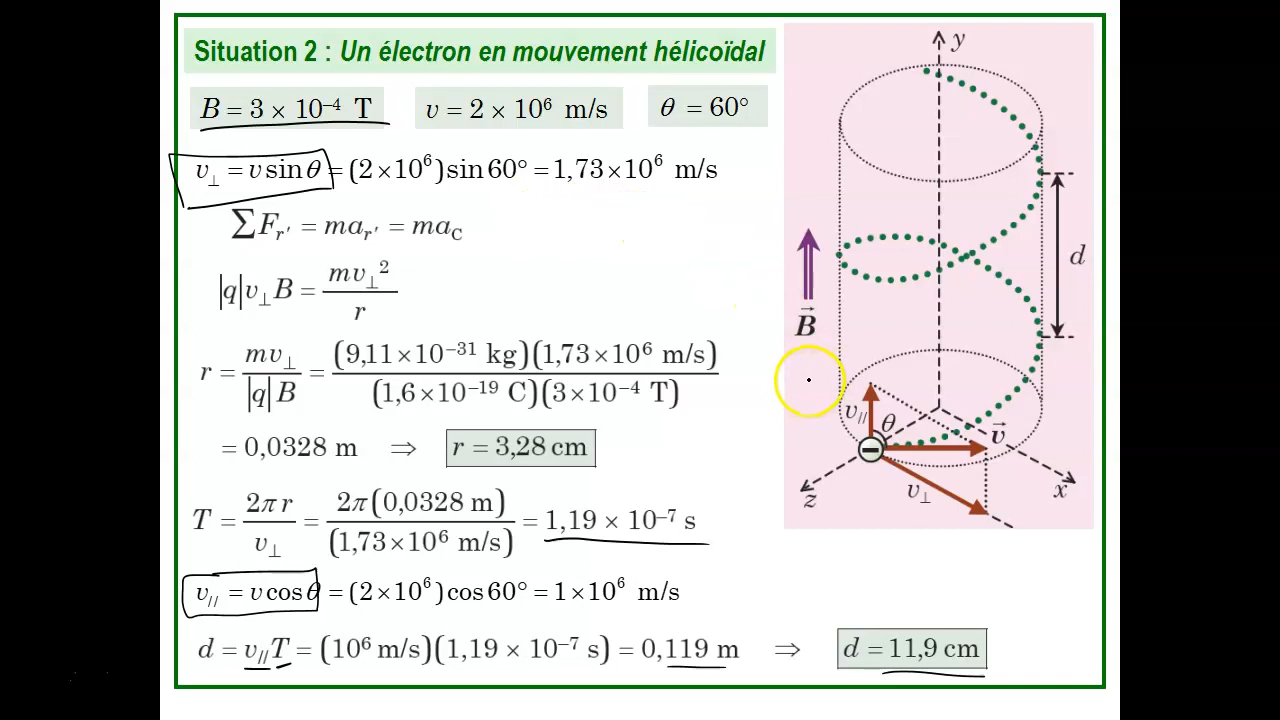 Situation 2 : Un électron en mouvement hélicoïdal
B = 3 × 10⁻⁴ T v = 2 × 10⁶ m/s θ = 60°
v⊥ = v sin θ = (2 × 10⁶) sin 60° = 1,73 × 10⁶ m/s
∑F_r′ = ma_r′ = ma_C
|q|v⊥B = mv⊥² / r
r = mv⊥ / |q|B = (9,11 × 10⁻³¹ kg)(1,73 × 10⁶ m/s) / (1,6 × 10⁻¹⁹ C)(3 × 10⁻⁴ T)
= 0,0328 m ⇒ r = 3,28 cm
T = 2πr / v⊥ = 2π(0,0328 m) / (1,73 × 10⁶ m/s) = 1,19 × 10⁻⁷ s
v// = v cos θ = (2 × 10⁶) cos 60° = 1 × 10⁶ m/s
d = v//T = (10⁶ m/s)(1,19 × 10⁻⁷ s) = 0,119 m ⇒ d = 11,9 cm
y
d
B⃗
v// θ v⃗
z v⊥ x